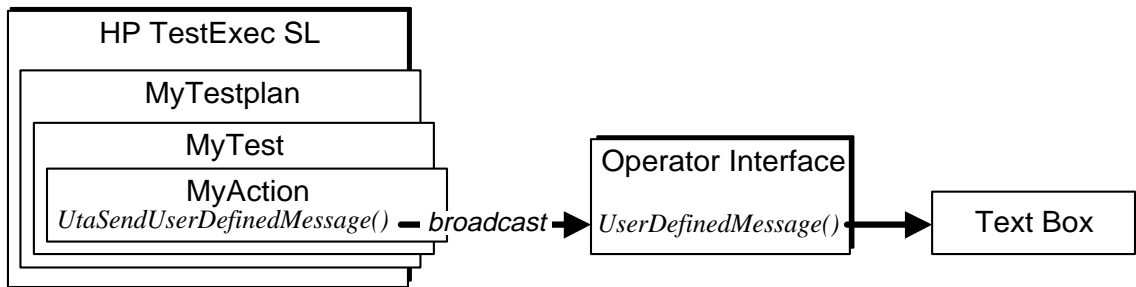 HP TestExec SL
MyTestplan
MyTest
MyAction
UtaSendUserDefinedMessage()
broadcast
Operator Interface
UserDefinedMessage()
Text Box